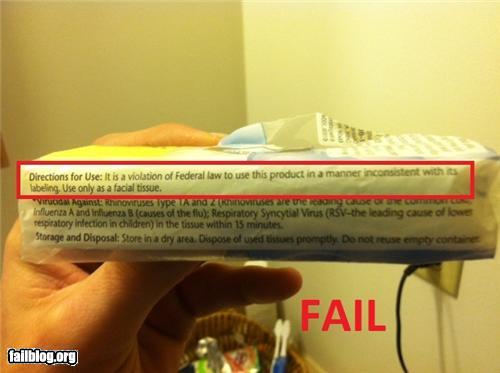 Directions for Use: It is a violation of Federal law to use this product in a manner inconsistent with its
labeling. Use only as a facial tissue.
*Virucidal Against: Rhinoviruses Type 1A and 2 (Rhinoviruses are the leading cause of the common cold
Influenza A and Influenza B (causes of the flu); Respiratory Syncytial Virus (RSV-the leading cause of lower
respiratory infection in children) in the tissue within 15 minutes.
Storage and Disposal: Store in a dry area. Dispose of used tissues promptly. Do not reuse empty container.
FAIL
failblog.org